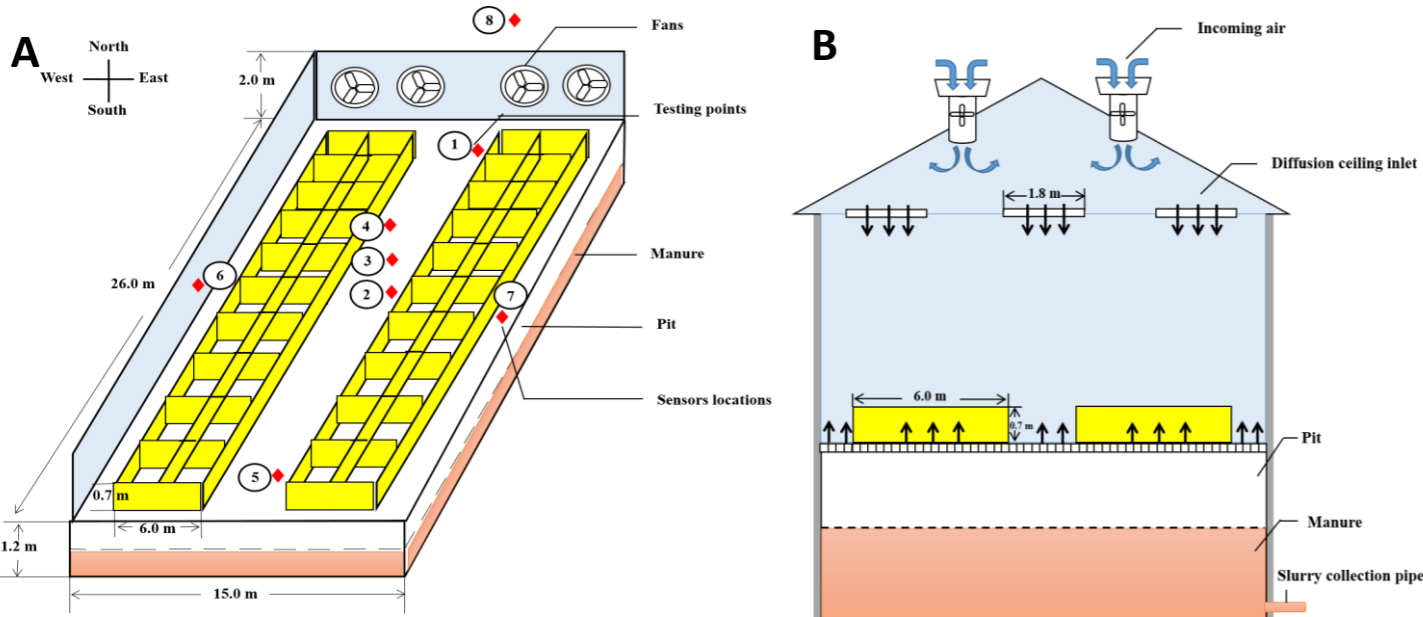 A
North
West
East
South
2.0 m
8
Fans
Testing points
1
4
3
2
6
7
26.0 m
Manure
Pit
Sensors locations
5
0.7 m
6.0 m
1.2 m
15.0 m
B
Incoming air
Diffusion ceiling inlet
1.8 m
6.0 m
0.7 m
Pit
Manure
Slurry collection pipe